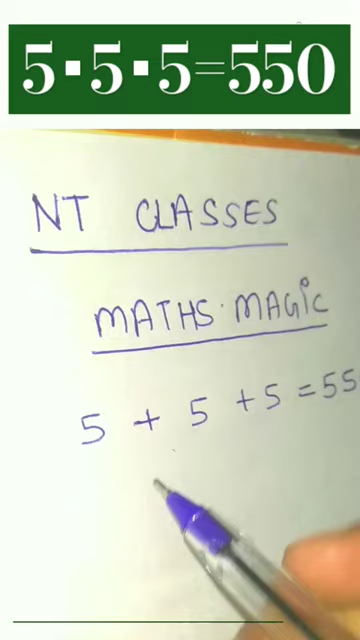 5·5·5=550
NT CLASSES
MATHS·MAGIC
5 + 5 + 5 = 55